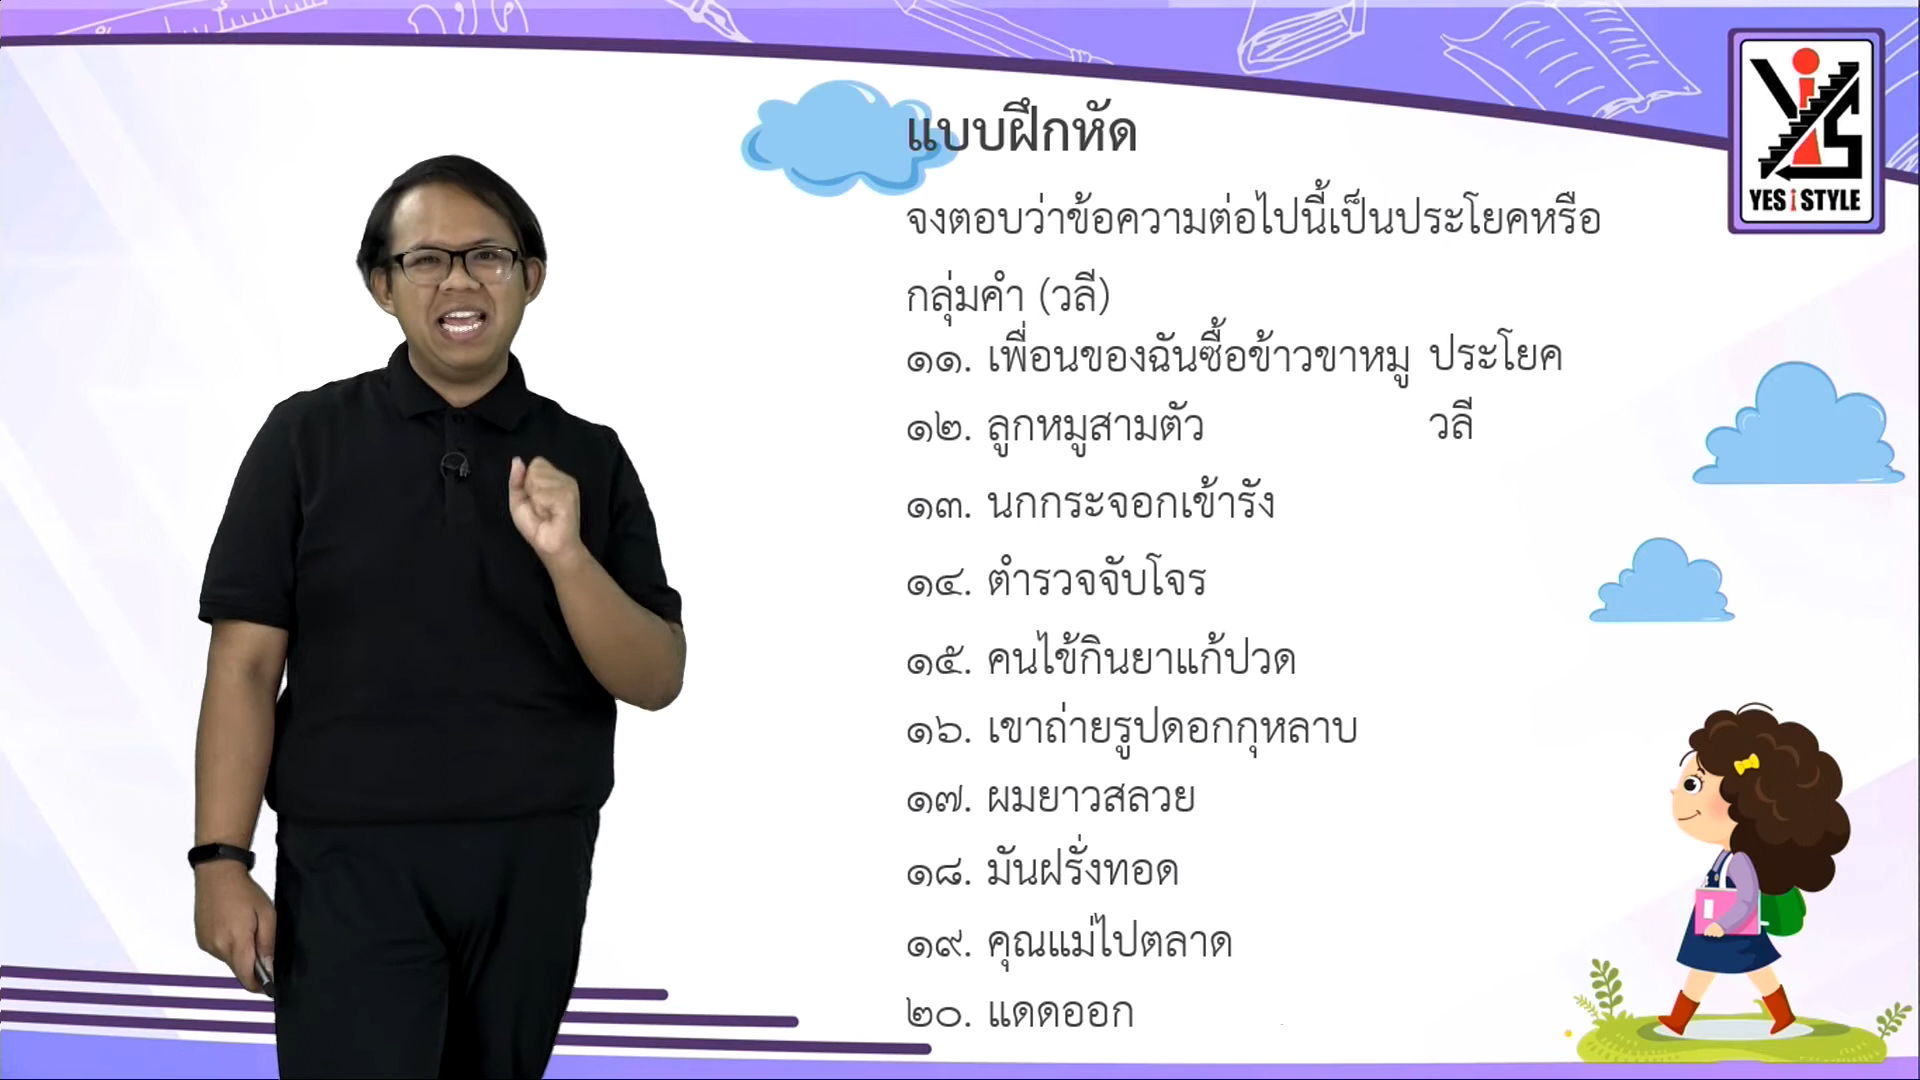 กขค
แบบฝึกหัด
จงตอบว่าข้อความต่อไปนี้เป็นประโยคหรือ
กลุ่มคำ (วลี)
๑๑. เพื่อนของฉันซื้อข้าวขาหมู ประโยค
๑๒. ลูกหมูสามตัว วลี
๑๓. นกกระจอกเข้ารัง
๑๔. ตำรวจจับโจร
๑๕. คนไข้กินยาแก้ปวด
๑๖. เขาถ่ายรูปดอกกุหลาบ
๑๗. ผมยาวสลวย
๑๘. มันฝรั่งทอด
๑๙. คุณแม่ไปตลาด
๒๐. แดดออก
YiS
YES i STYLE